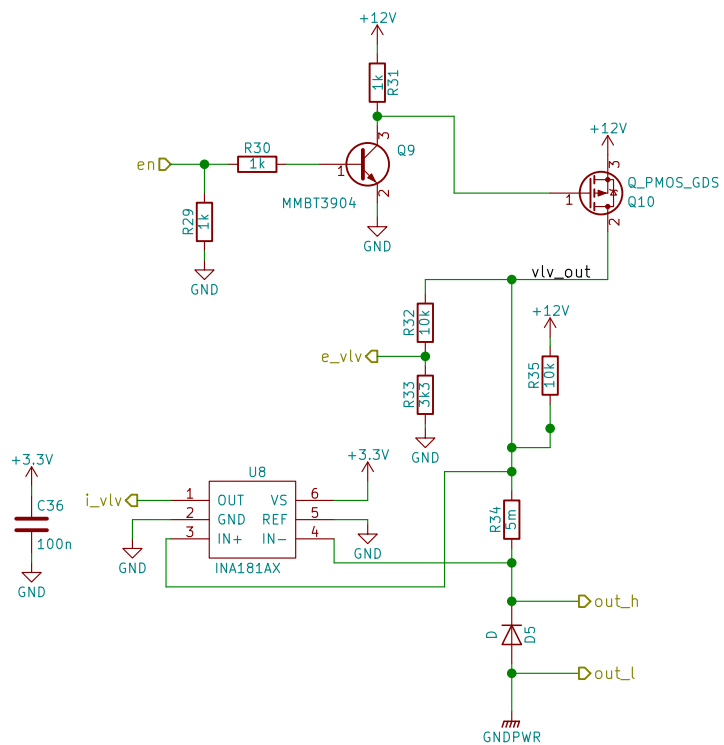 +12V
R31
1k
3
en
R30
1k
1
Q9
+12V
3
Q_PMOS_GDS
1
Q10
2
MMBT3904
2
R29
1k
GND
GND
vlv_out
R32
10k
+12V
e_vlv
R35
10k
R33
3k3
GND
+3.3V
+3.3V
U8
C36
100n
GND
i_vlv
1
OUT
VS
6
2
GND
REF
5
3
IN+
IN-
4
R34
5m
GND
GND
INA181AX
out_h
D
D5
out_l
GNDPWR